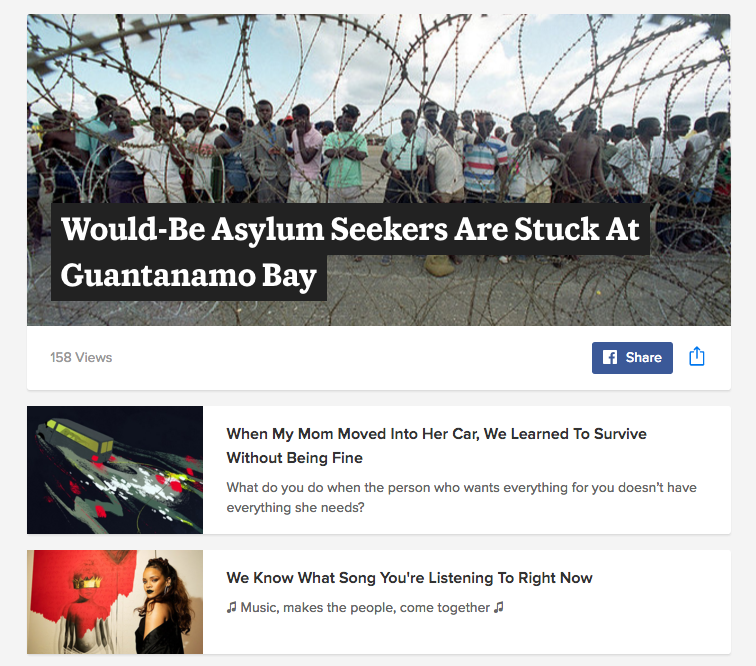 Would-Be Asylum Seekers Are Stuck At
Guantanamo Bay
158 Views
Share
When My Mom Moved Into Her Car, We Learned To Survive
Without Being Fine
What do you do when the person who wants everything for you doesn't have
everything she needs?
We Know What Song You're Listening To Right Now
♫ Music, makes the people, come together ♫